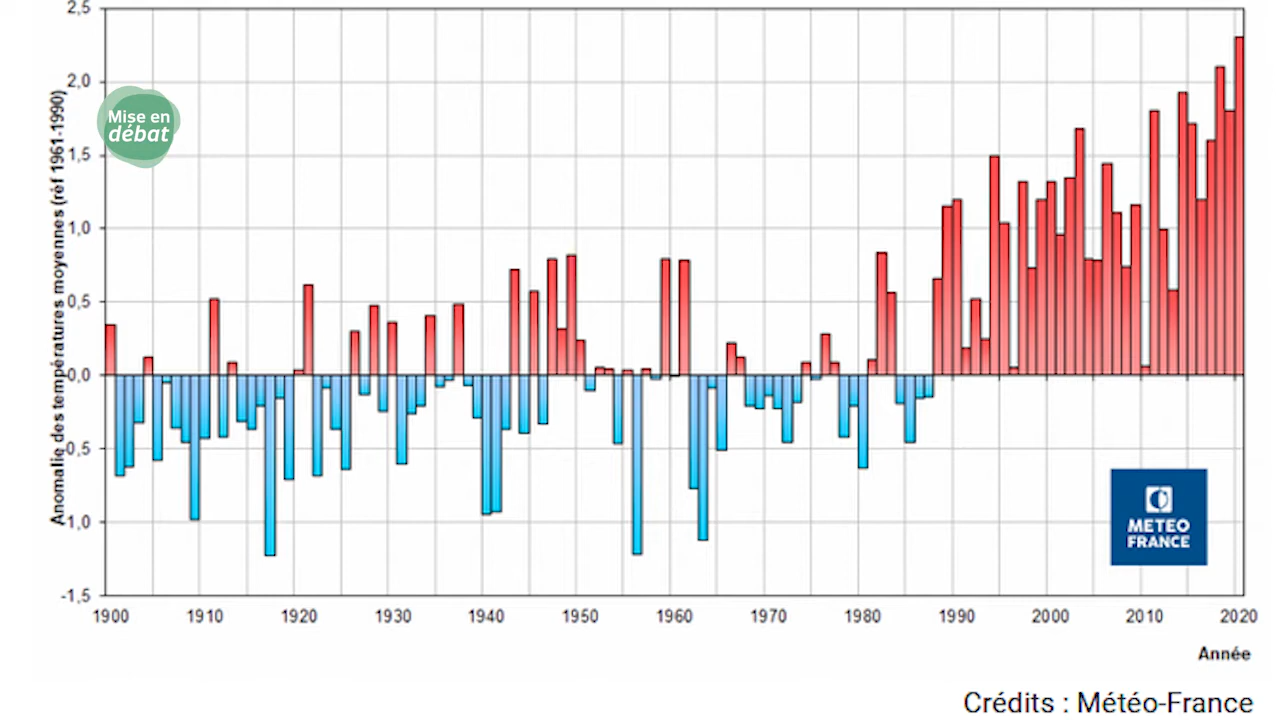 2,5
2,0
Mise en
débat
1,5
1,0
0,5
0,0
-0,5
-1,0
-1,5
Anomalie des températures moyennes (réf 1961-1990)
1900 1910 1920 1930 1940 1950 1960 1970 1980 1990 2000 2010 2020
Année
METEO
FRANCE
Crédits : Météo-France